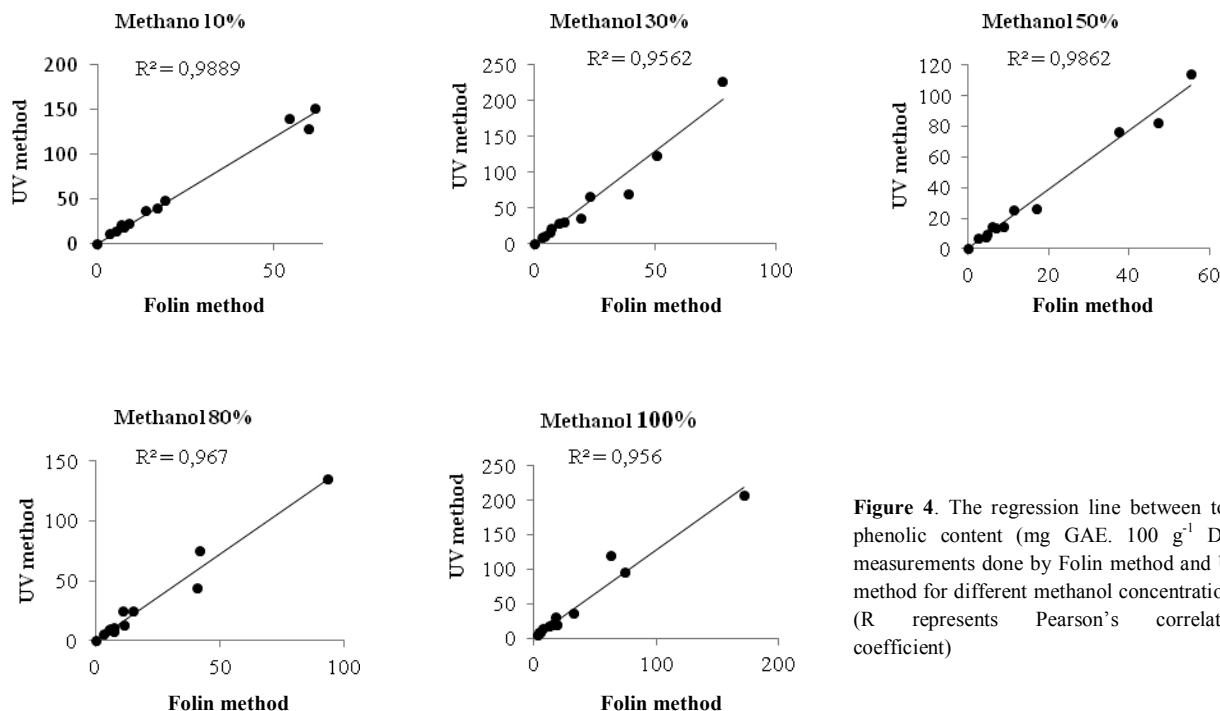 Methano 10%
R² = 0,9889
200
150
100
50
0
0 50
UV method
Folin method
Methanol 30%
R² = 0,9562
250
200
150
100
50
0
0 50 100
UV method
Folin method
Methanol 50%
R² = 0,9862
120
100
80
60
40
20
0
0 20 40 60
UV method
Folin method
Methanol 80%
R² = 0,967
150
100
50
0
0 100
50
UV method
Folin method
Methanol 100%
R² = 0,956
250
200
150
100
50
0
0 100 200
UV method
Folin method
Figure 4. The regression line between to
phenolic content (mg GAE. 100 g⁻¹ D
measurements done by Folin method and
method for different methanol concentratio
(R represents Pearson's correlat
coefficient)